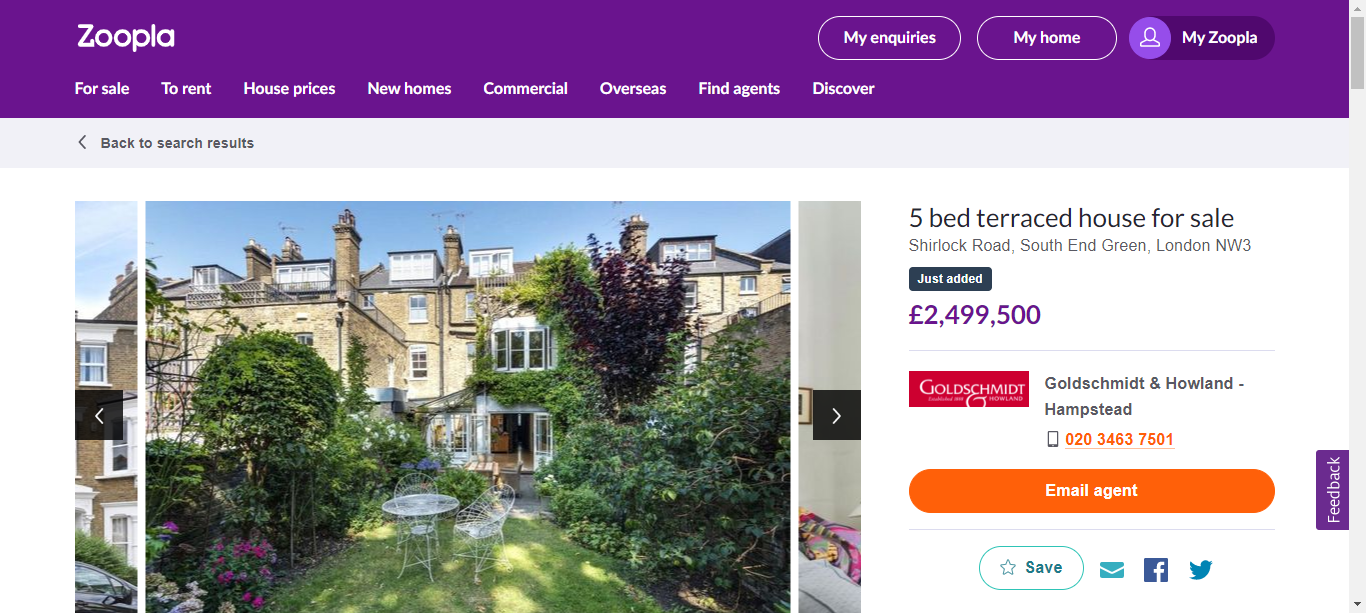 Zoopla
My enquiries
My home
My Zoopla
For sale
To rent
House prices
New homes
Commercial
Overseas
Find agents
Discover
Back to search results
5 bed terraced house for sale
Shirlock Road, South End Green, London NW3
Just added
£2,499,500
GOLDSCHMIDT
Established 1888 & HOWLAND
Goldschmidt & Howland -
Hampstead
020 3463 7501
Email agent
Feedback
Save